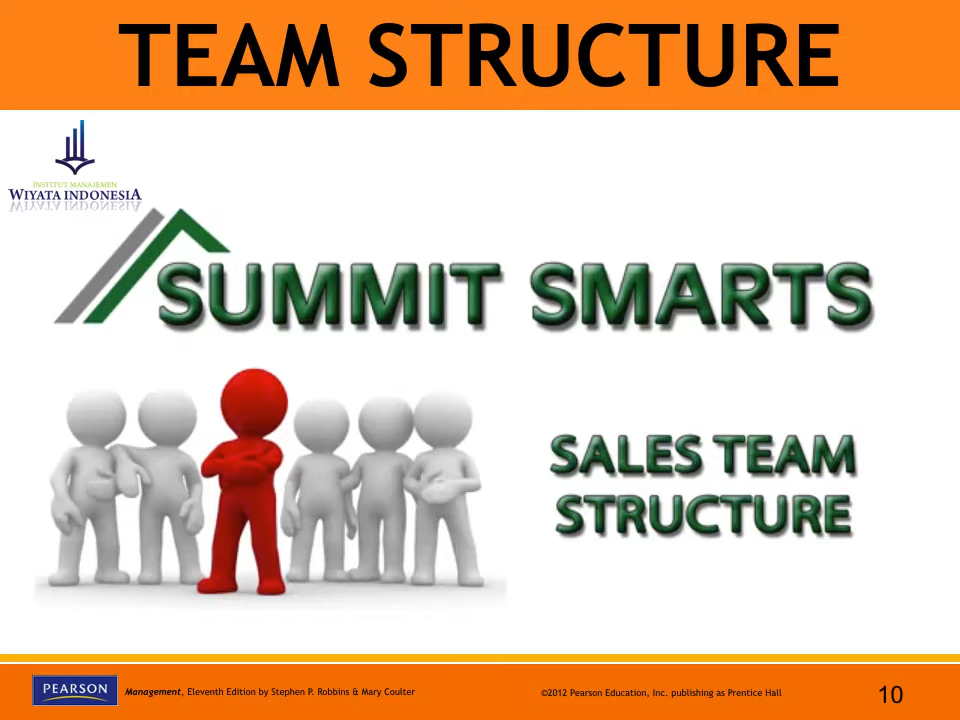 TEAM STRUCTURE
INSTITUT MANAJEMEN
WIYATA INDONESIA
SUMMIT SMARTS
SALES TEAM
STRUCTURE
PEARSON
Management, Eleventh Edition by Stephen P. Robbins & Mary Coulter
©2012 Pearson Education, Inc. publishing as Prentice Hall
10